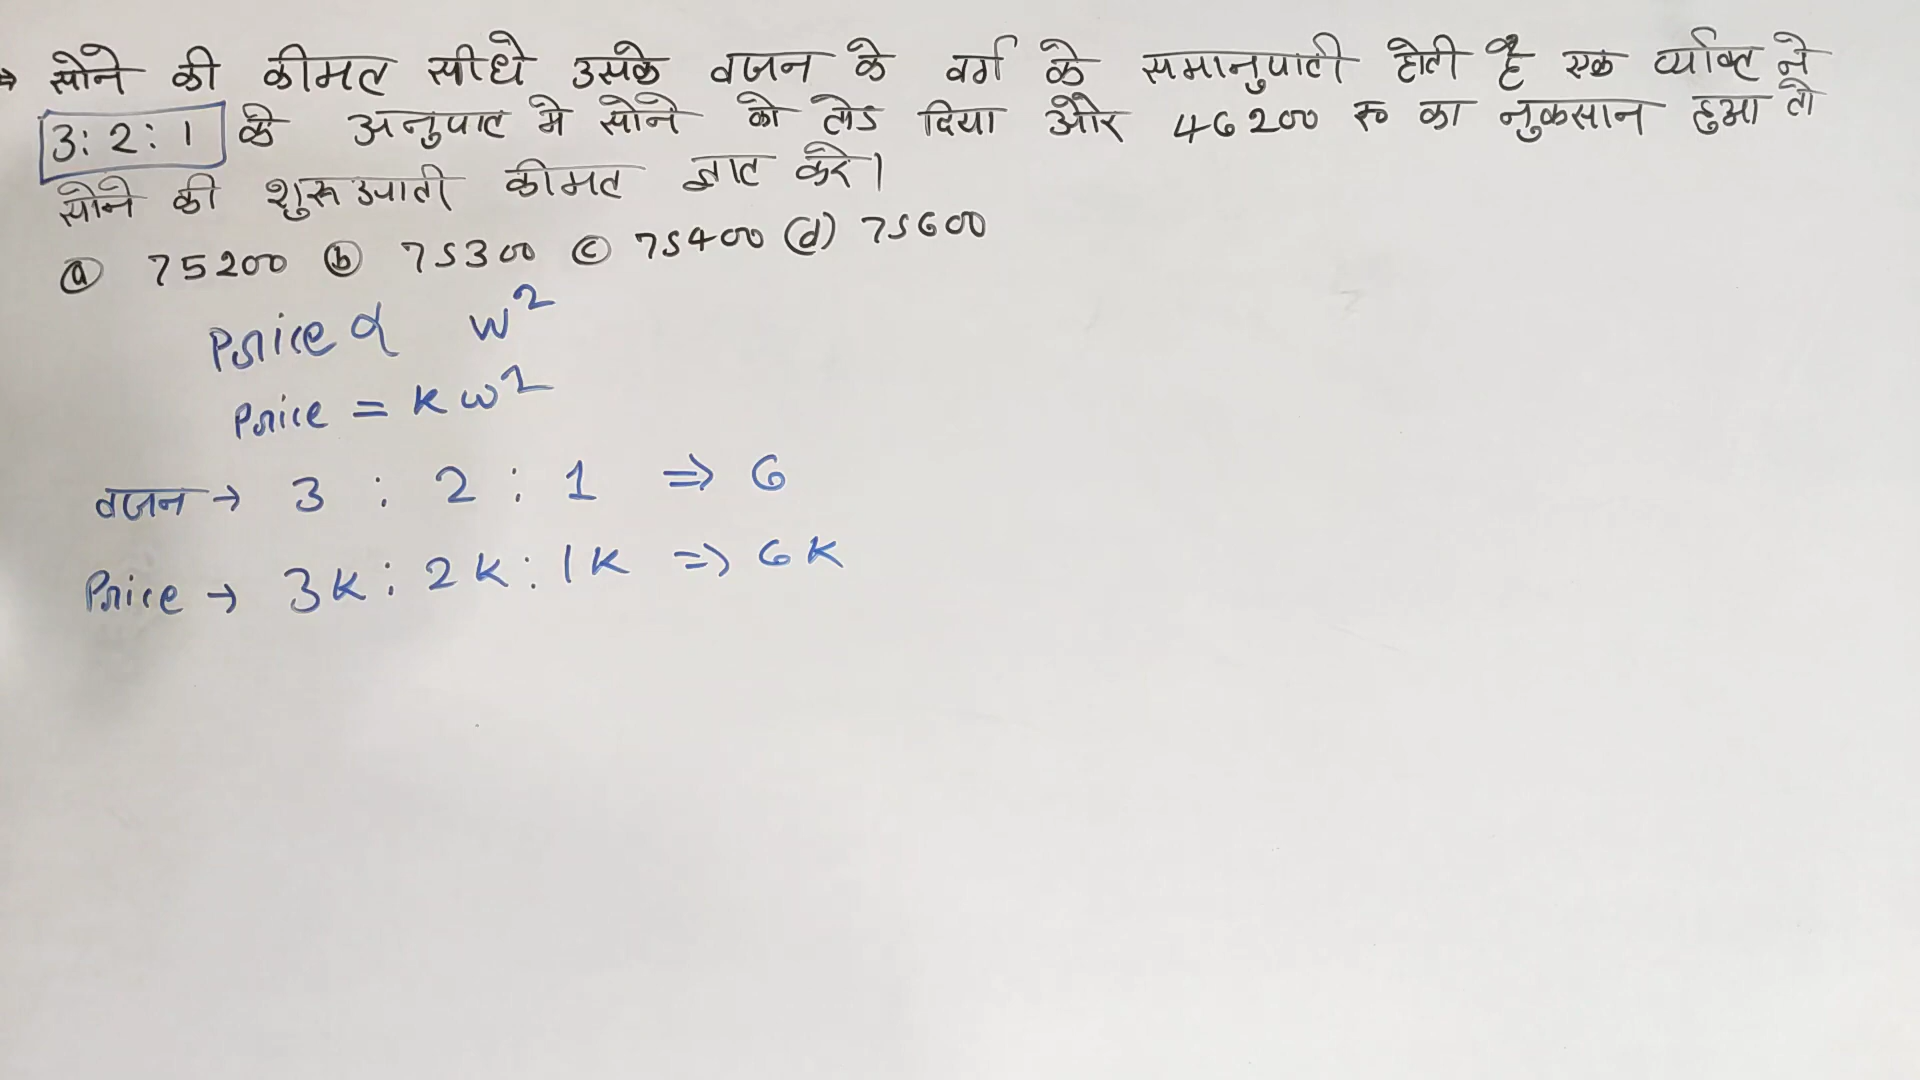 → सोने की कीमत सीधे उसके वजन के वर्ग के समानुपाती होती है एक व्यक्ति ने
3:2:1 के अनुपात मे सोने को तोड दिया और 46200 रू का नुकसान हुआ तो
सोने की शुरूआती कीमत ज्ञात करे।
(a) 75200 (b) 75300 (c) 75400 (d) 75600
Price ∝ w²
Price = Kw²
वजन → 3 : 2 : 1 ⇒ 6
Price → 3K : 2K : 1K ⇒ 6K